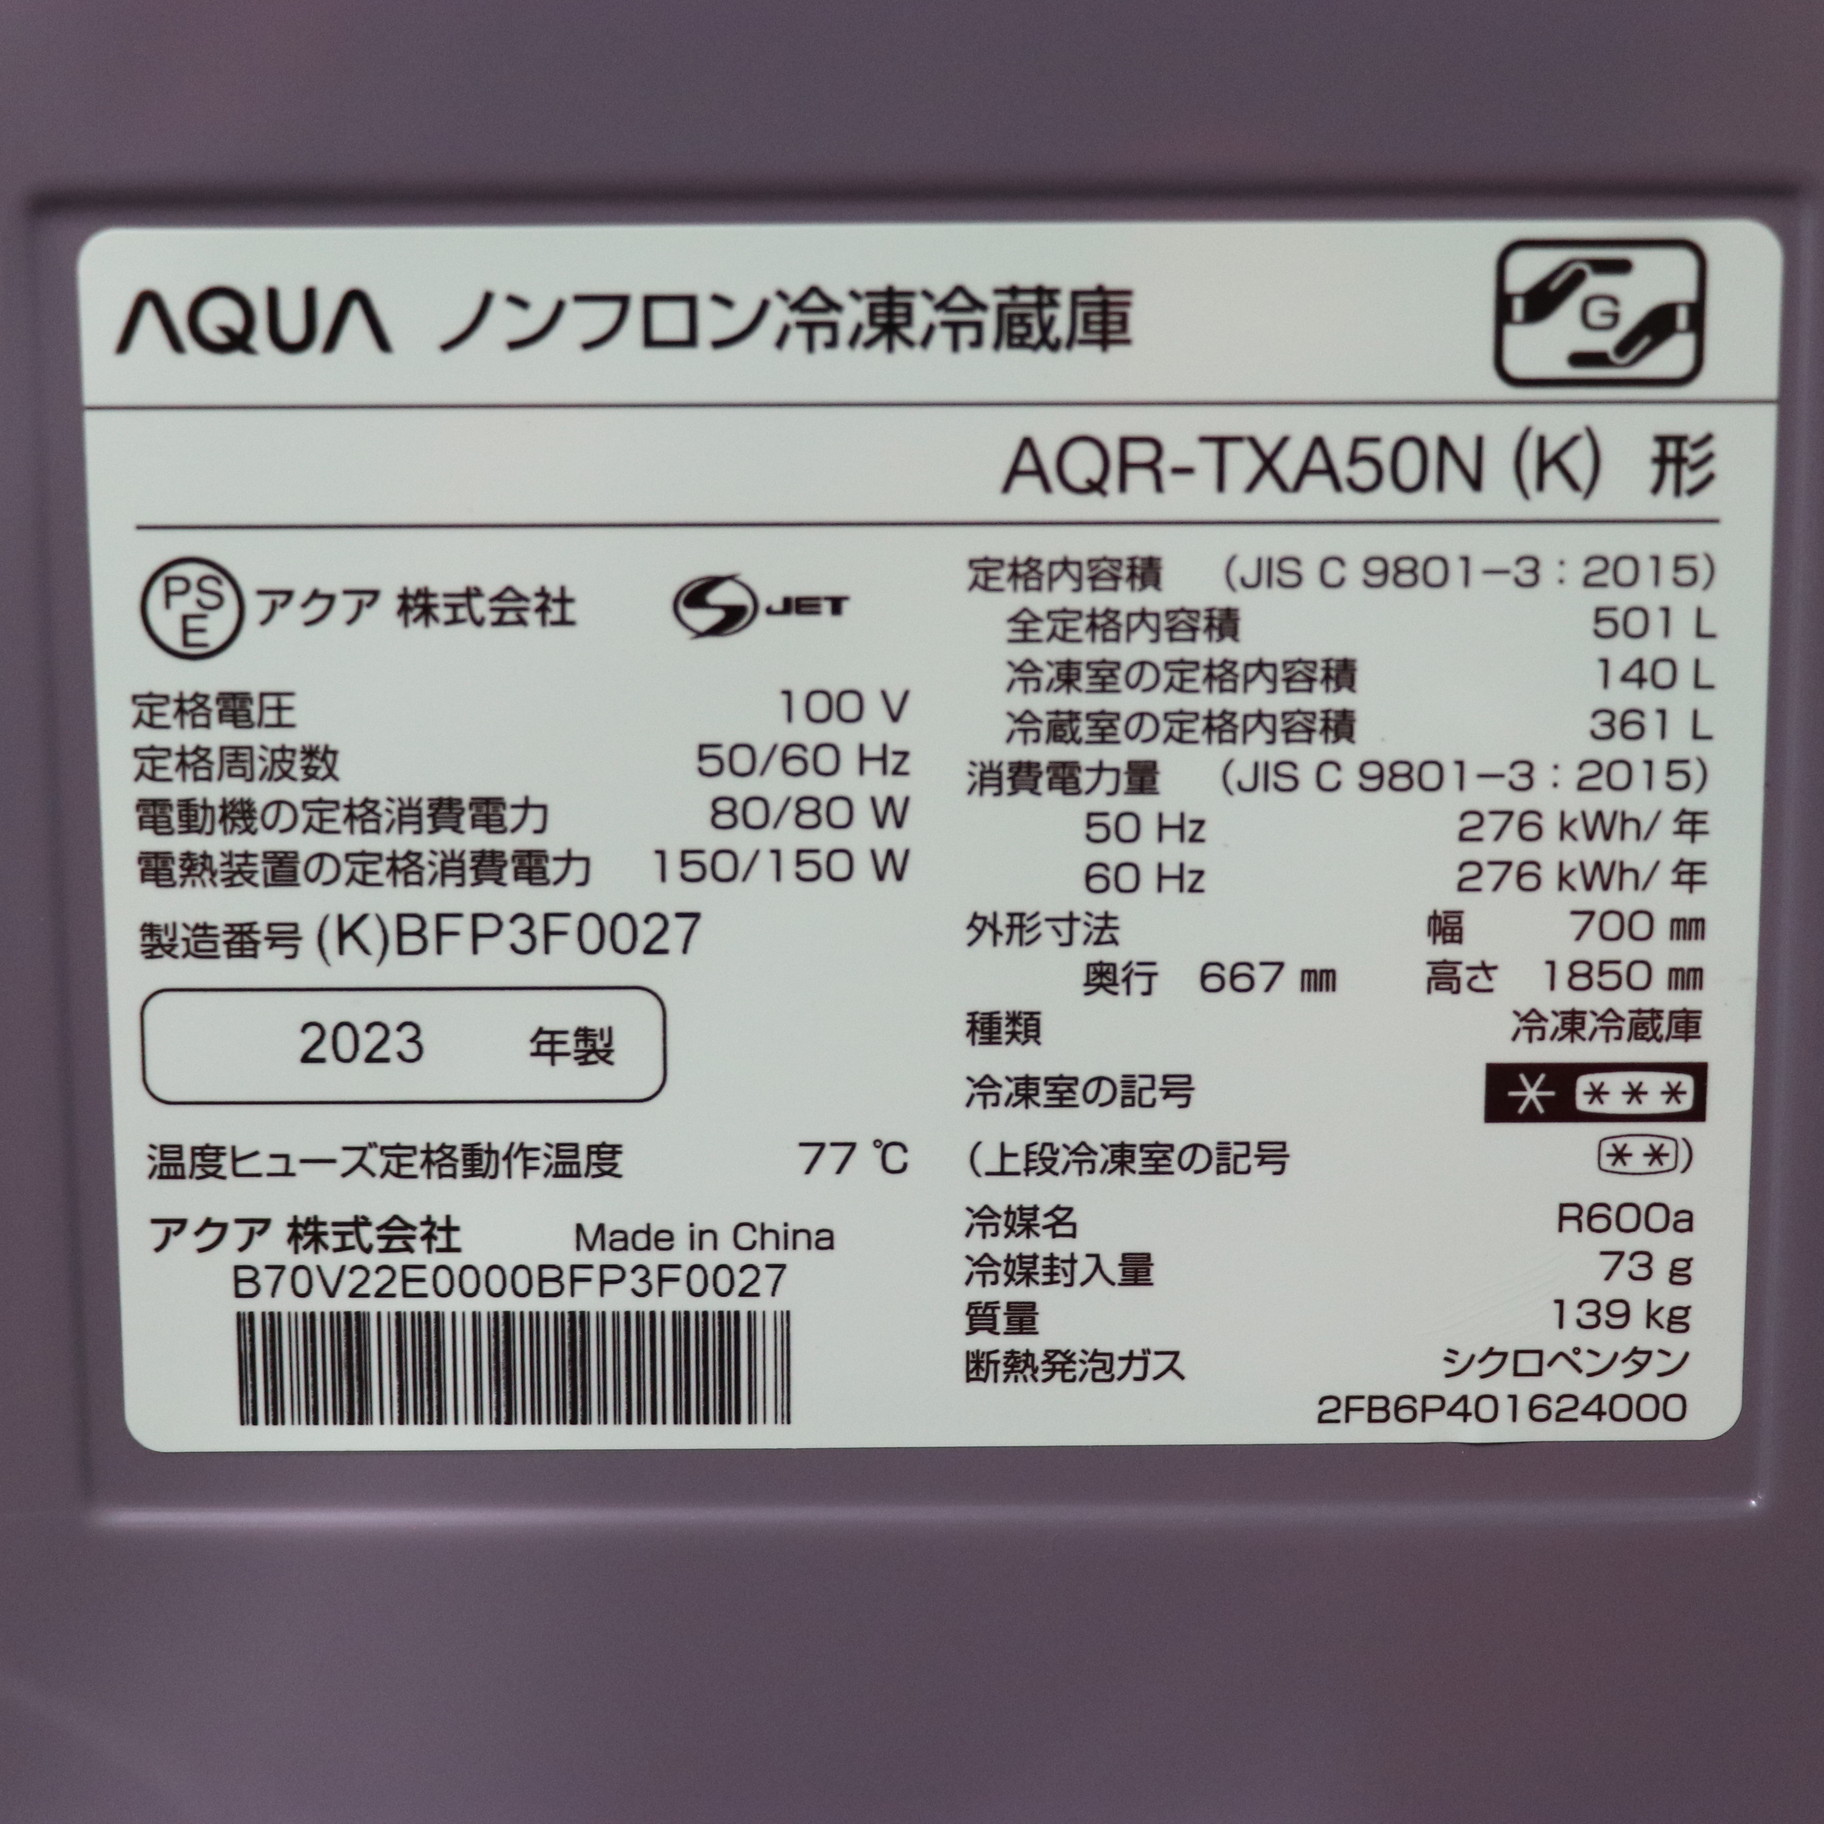 AQUA ノンフロン冷凍冷蔵庫
G
AQR-TXA50N (K) 形
PS
E
アクア 株式会社
S JET
定格電圧 100 V
定格周波数 50/60 Hz
電動機の定格消費電力 80/80 W
電熱装置の定格消費電力 150/150 W
製造番号 (K)BFP3F0027
2023 年製
温度ヒューズ定格動作温度 77 ℃
アクア 株式会社 Made in China
B70V22E0000BFP3F0027
定格内容積 (JIS C 9801-3:2015)
全定格内容積 501 L
冷凍室の定格内容積 140 L
冷蔵室の定格内容積 361 L
消費電力量 (JIS C 9801-3:2015)
50 Hz 276 kWh/年
60 Hz 276 kWh/年
外形寸法 幅 700 ㎜
奥行 667 ㎜ 高さ 1850 ㎜
種類 冷凍冷蔵庫
冷凍室の記号 * ***
(上段冷凍室の記号 **)
冷媒名 R600a
冷媒封入量 73 g
質量 139 kg
断熱発泡ガス シクロペンタン
2FB6P401624000